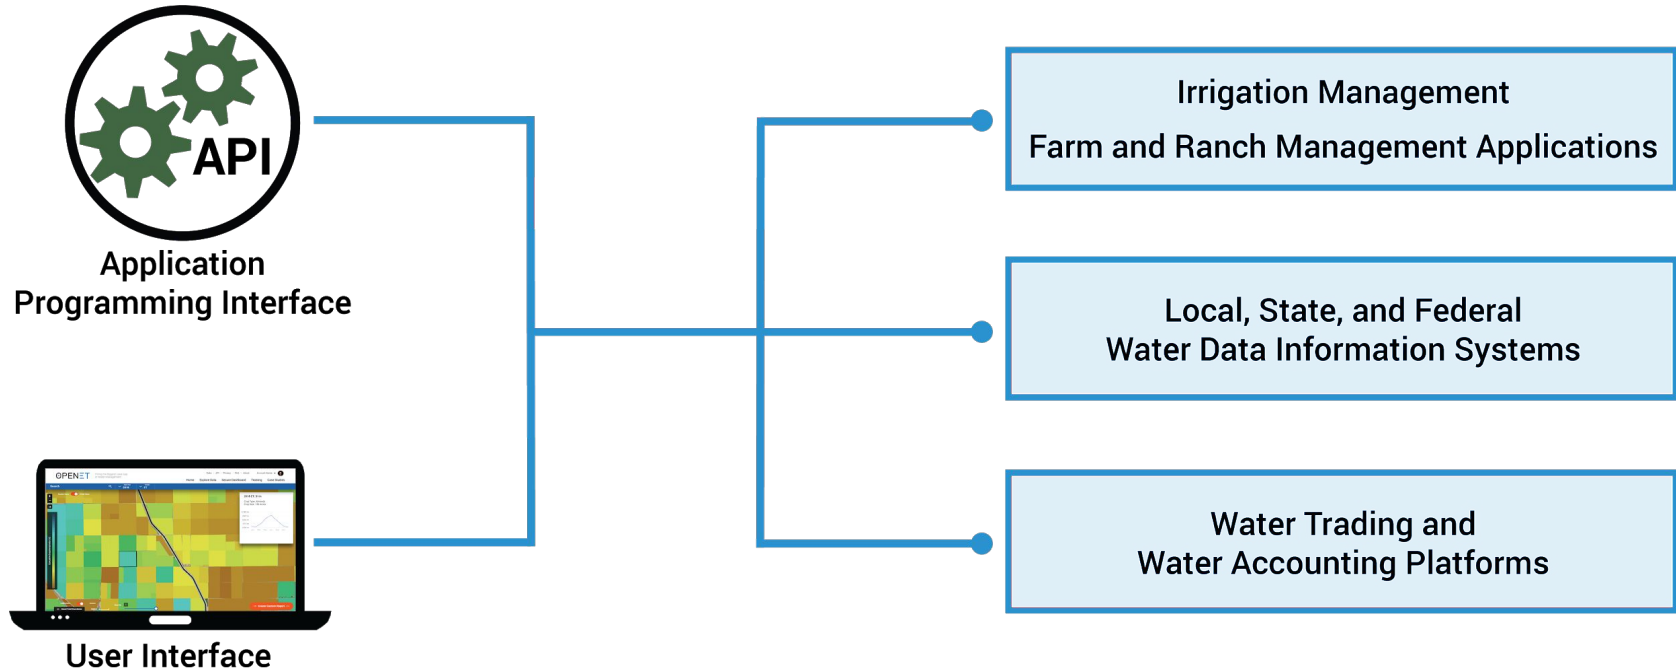 API
Application
Programming Interface
OPENET
User Interface
Irrigation Management
Farm and Ranch Management Applications
Local, State, and Federal
Water Data Information Systems
Water Trading and
Water Accounting Platforms